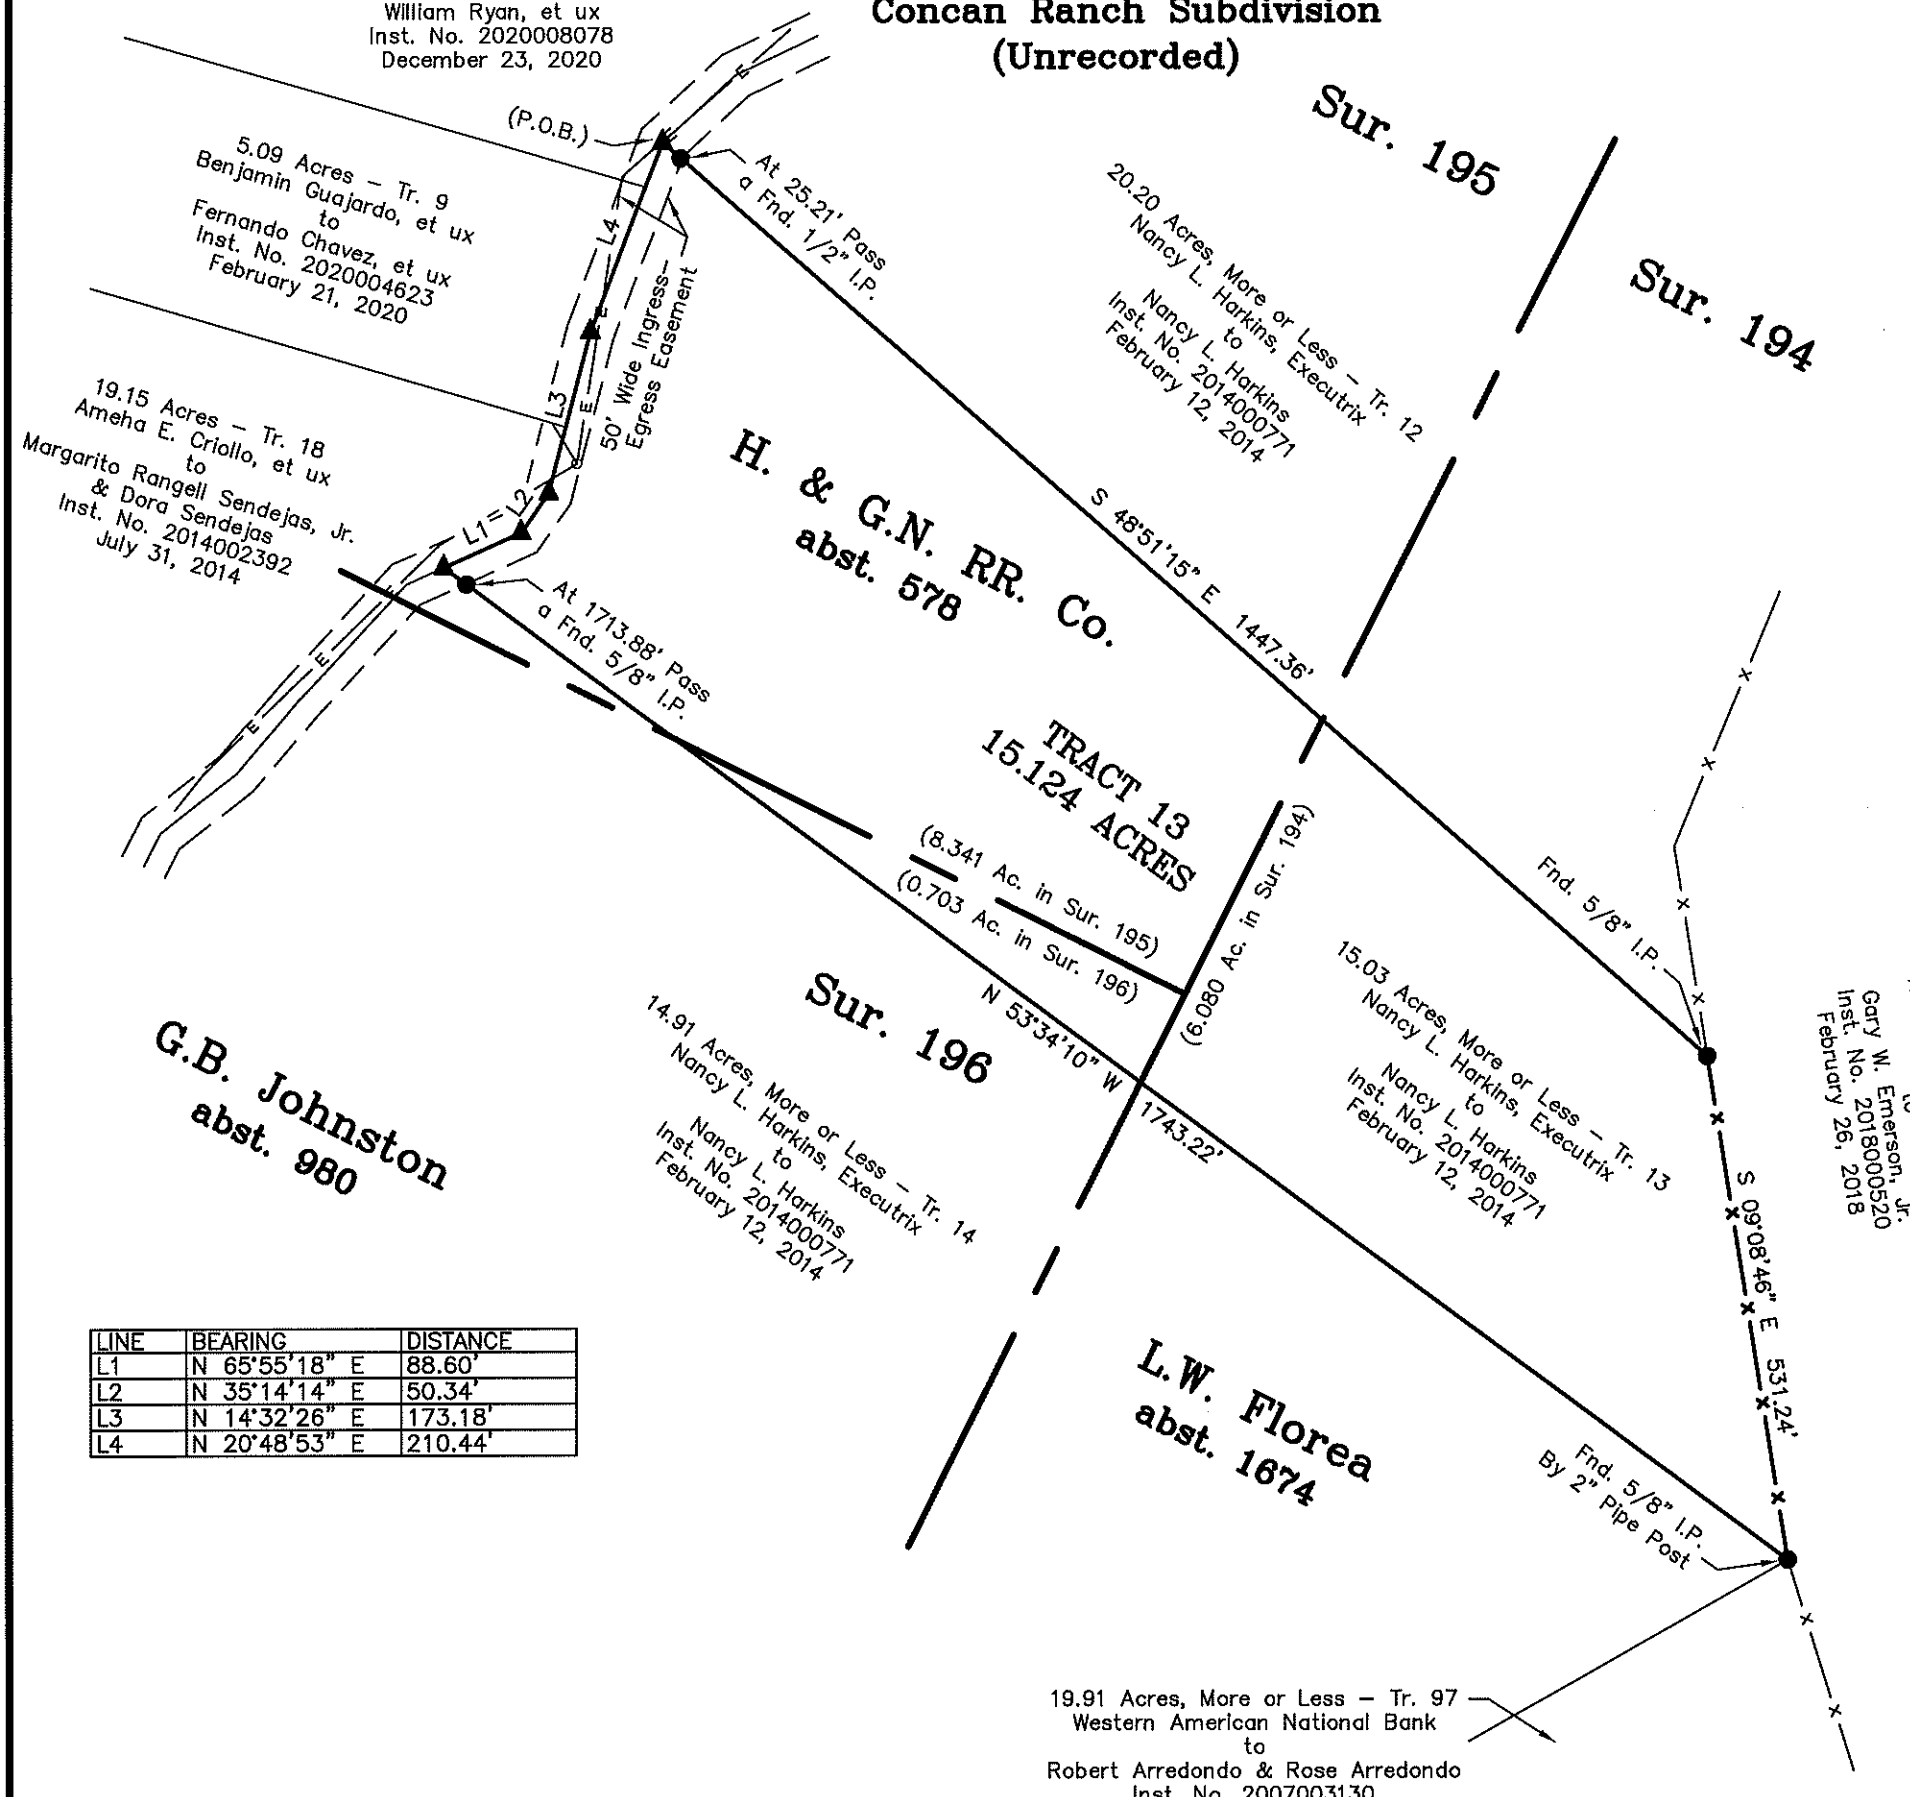 William Ryan, et ux
Inst. No. 2020008078
December 23, 2020
Concan Ranch Subdivision
(Unrecorded)
(P.O.B.)
5.09 Acres - Tr. 9
Benjamin Guajardo, et ux
to
Fernando Chavez, et ux
Inst. No. 2020004623
February 21, 2020
At 25.21' Pass
a Fnd. 1/2" I.P.
Sur. 195
20.20 Acres, More or Less - Tr. 12
Nancy L. Harkins, Executrix
to
Nancy L. Harkins
Inst. No. 2014000771
February 12, 2014
Sur. 194
E
L4
E
L3
E
50' Wide Ingress-
Egress Easement
19.15 Acres - Tr. 18
Ameha E. Criollo, et ux
to
Margarito Rangell Sendejas, Jr.
& Dora Sendejas
Inst. No. 2014002392
July 31, 2014
L1
L2
E
E
E
H. & G.N. RR. Co.
abst. 578
S 48°51'15" E 1447.36'
At 1713.88' Pass
a Fnd. 5/8" I.P.
TRACT 13
15.124 ACRES
(8.341 Ac. in Sur. 195)
(0.703 Ac. in Sur. 196)
(6.080 Ac. in Sur. 194)
Fnd. 5/8" I.P.
N 53°34'10" W 1743.22'
Sur. 196
15.03 Acres, More or Less - Tr. 13
Nancy L. Harkins, Executrix
to
Nancy L. Harkins
Inst. No. 2014000771
February 12, 2014
to
Gary W. Emerson, Jr.
Inst. No. 2018000520
February 26, 2018
G.B. Johnston
abst. 980
14.91 Acres, More or Less - Tr. 14
Nancy L. Harkins, Executrix
to
Nancy L. Harkins
Inst. No. 2014000771
February 12, 2014
S 09°08'46" E 531.24'
LINE BEARING DISTANCE
L1 N 65°55'18" E 88.60'
L2 N 35°14'14" E 50.34'
L3 N 14°32'26" E 173.18'
L4 N 20°48'53" E 210.44'
L.W. Florea
abst. 1674
Fnd. 5/8" I.P.
By 2" Pipe Post
19.91 Acres, More or Less - Tr. 97
Western American National Bank
to
Robert Arredondo & Rose Arredondo
Inst. No. 2007003130